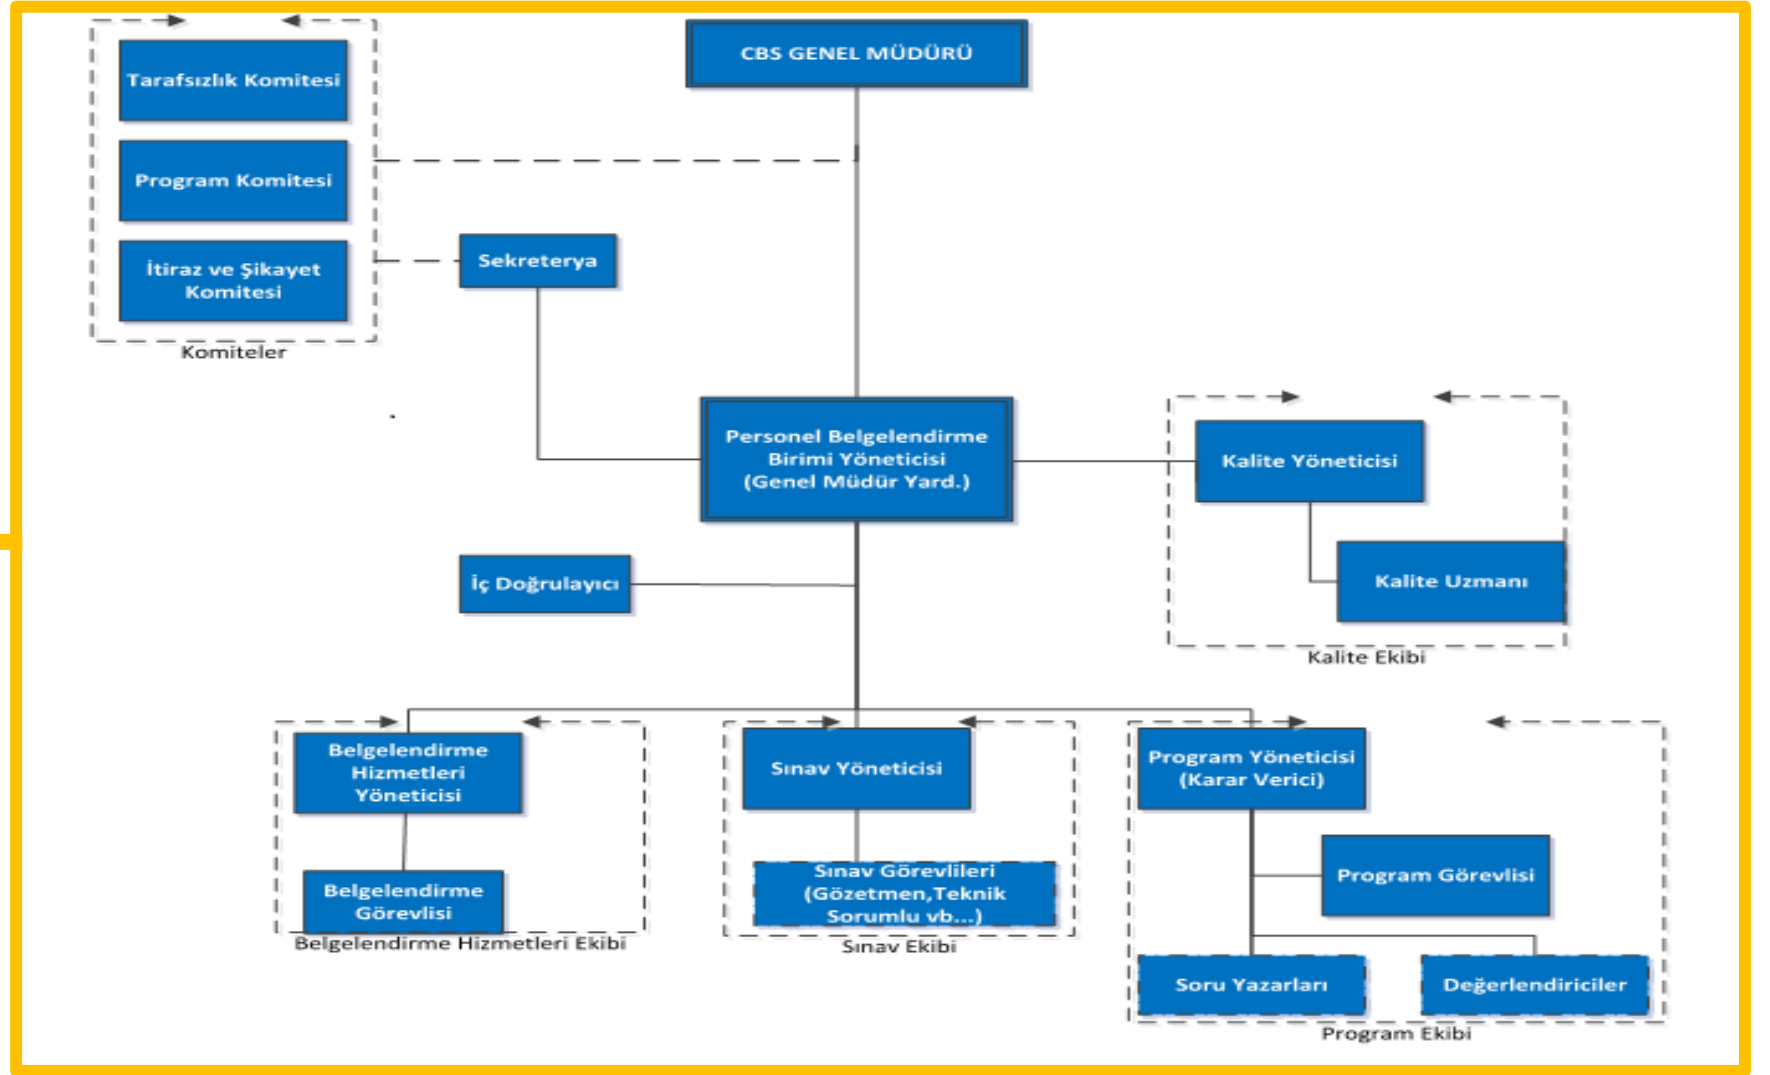 CBS GENEL MÜDÜRÜ
Tarafsızlık Komitesi
Program Komitesi
İtiraz ve Şikayet
Komitesi
Komiteler
Sekreterya
Personel Belgelendirme
Birimi Yöneticisi
(Genel Müdür Yard.)
Kalite Yöneticisi
Kalite Uzmanı
Kalite Ekibi
İç Doğrulayıcı
Belgelendirme
Hizmetleri
Yöneticisi
Belgelendirme
Görevlisi
Belgelendirme Hizmetleri Ekibi
Sınav Yöneticisi
Sınav Görevlileri
(Gözetmen,Teknik
Sorumlu vb...)
Sınav Ekibi
Program Yöneticisi
(Karar Verici)
Program Görevlisi
Soru Yazarları
Değerlendiriciler
Program Ekibi